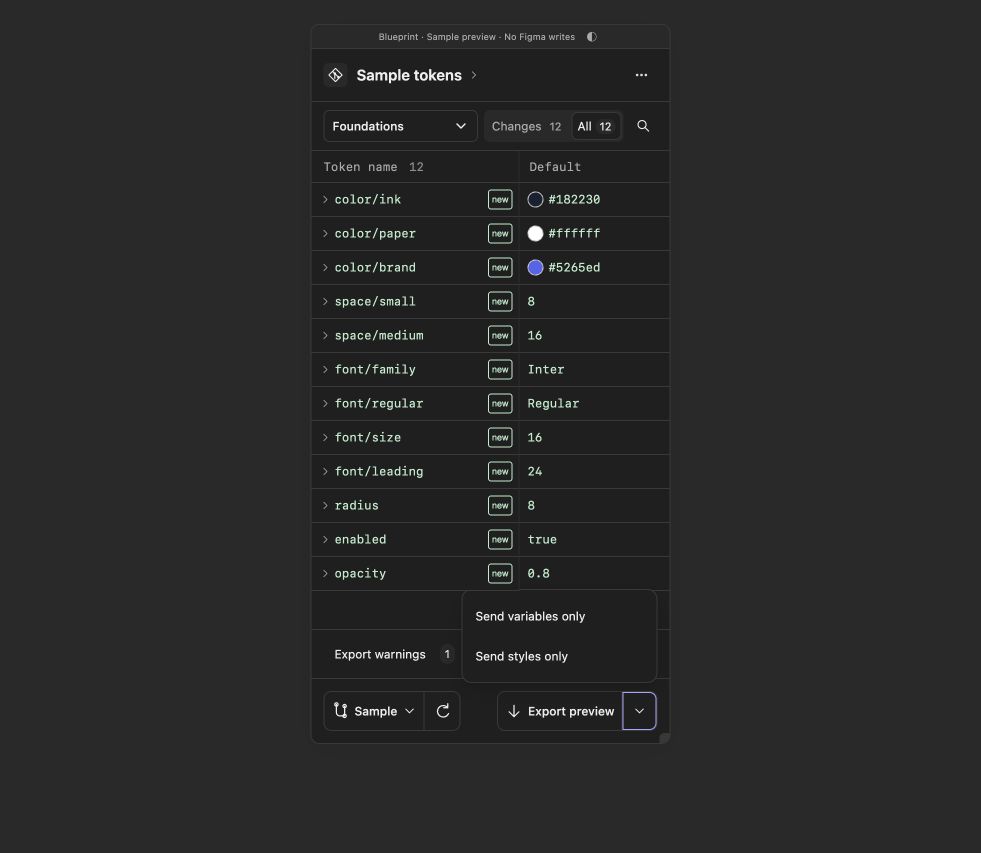 Blueprint · Sample preview · No Figma writes
Sample tokens
Foundations
Changes 12
All 12
Token name 12
Default
color/ink new #182230
color/paper new #ffffff
color/brand new #5265ed
space/small new 8
space/medium new 16
font/family new Inter
font/regular new Regular
font/size new 16
font/leading new 24
radius new 8
enabled new true
opacity new 0.8
Send variables only
Send styles only
Export warnings 1
Sample
Export preview